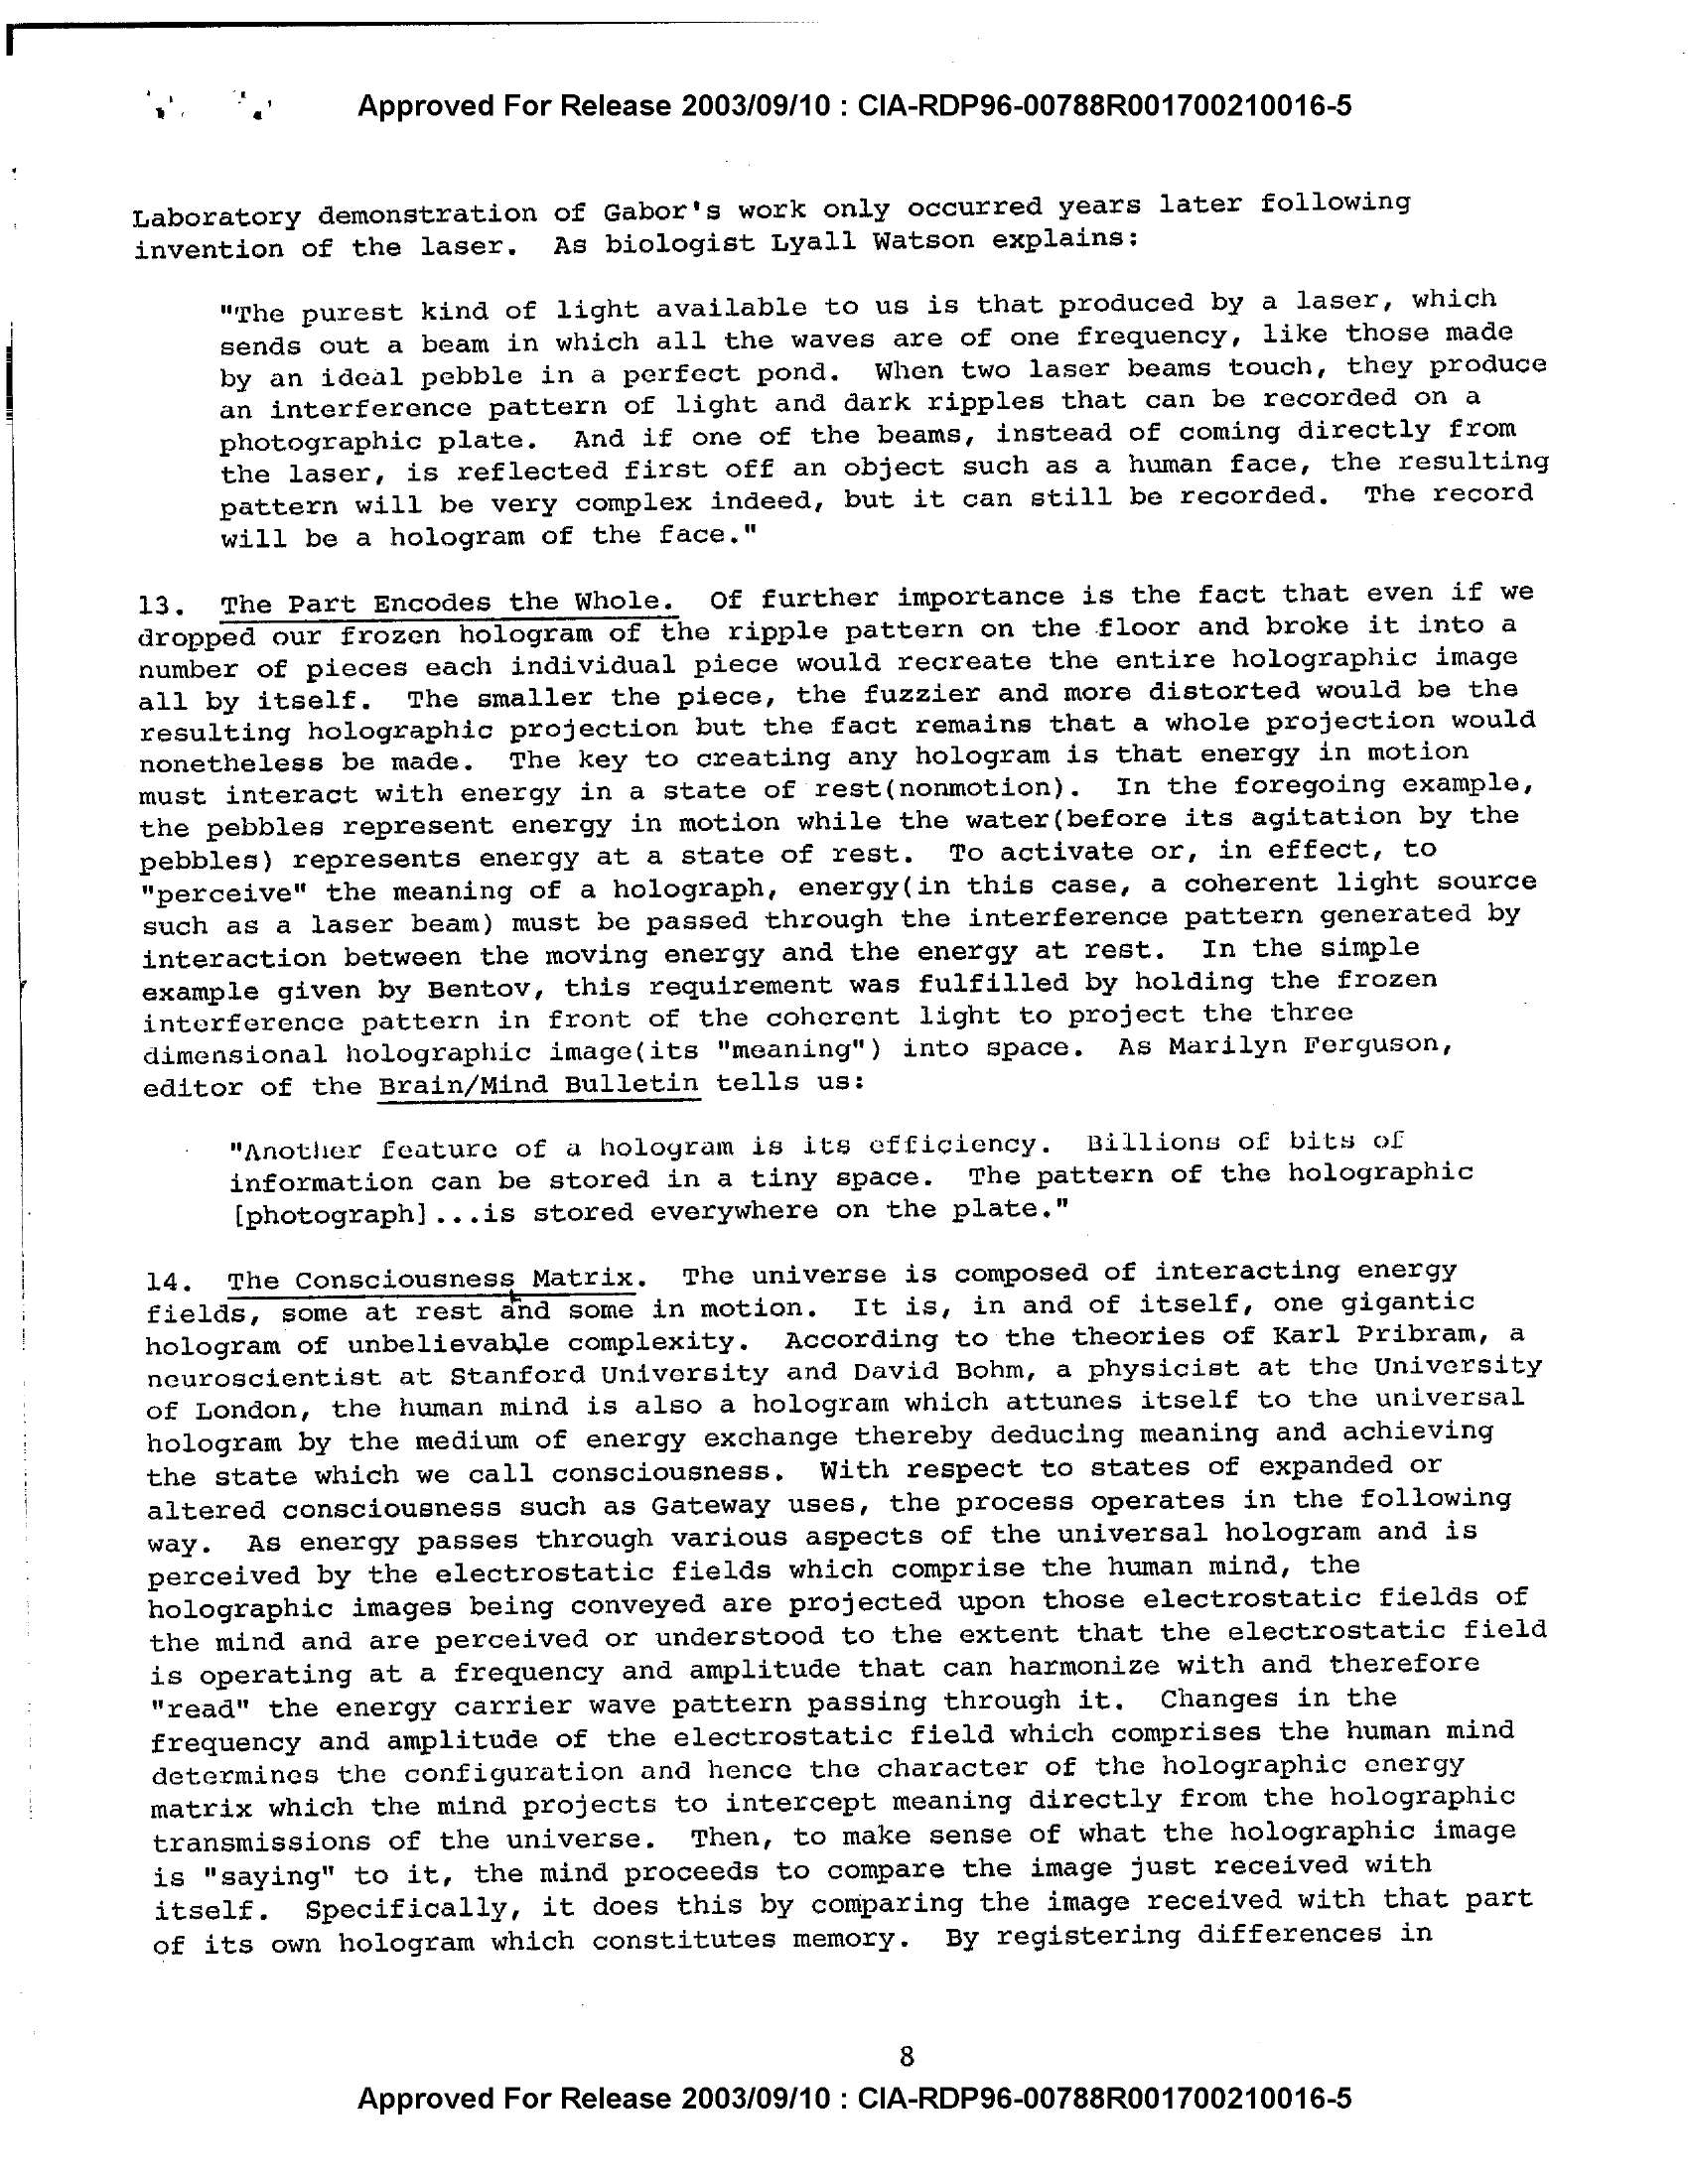 Approved For Release 2003/09/10 : CIA-RDP96-00788R001700210016-5
Laboratory demonstration of Gabor's work only occurred years later following
invention of the laser.  As biologist Lyall Watson explains:
"The purest kind of light available to us is that produced by a laser, which
sends out a beam in which all the waves are of one frequency, like those made
by an ideal pebble in a perfect pond.  When two laser beams touch, they produce
an interference pattern of light and dark ripples that can be recorded on a
photographic plate.  And if one of the beams, instead of coming directly from
the laser, is reflected first off an object such as a human face, the resulting
pattern will be very complex indeed, but it can still be recorded.  The record
will be a hologram of the face."
13.  The Part Encodes the Whole.  Of further importance is the fact that even if we
dropped our frozen hologram of the ripple pattern on the floor and broke it into a
number of pieces each individual piece would recreate the entire holographic image
all by itself.  The smaller the piece, the fuzzier and more distorted would be the
resulting holographic projection but the fact remains that a whole projection would
nonetheless be made.  The key to creating any hologram is that energy in motion
must interact with energy in a state of rest(nonmotion).  In the foregoing example,
the pebbles represent energy in motion while the water(before its agitation by the
pebbles) represents energy at a state of rest.  To activate or, in effect, to
"perceive" the meaning of a holograph, energy(in this case, a coherent light source
such as a laser beam) must be passed through the interference pattern generated by
interaction between the moving energy and the energy at rest.  In the simple
example given by Bentov, this requirement was fulfilled by holding the frozen
interference pattern in front of the coherent light to project the three
dimensional holographic image(its "meaning") into space.  As Marilyn Ferguson,
editor of the Brain/Mind Bulletin tells us:
"Another feature of a hologram is its efficiency.  Billions of bits of
information can be stored in a tiny space.  The pattern of the holographic
[photograph]...is stored everywhere on the plate."
14.  The Consciousness Matrix.  The universe is composed of interacting energy
fields, some at rest and some in motion.  It is, in and of itself, one gigantic
hologram of unbelievable complexity.  According to the theories of Karl Pribram, a
neuroscientist at Stanford University and David Bohm, a physicist at the University
of London, the human mind is also a hologram which attunes itself to the universal
hologram by the medium of energy exchange thereby deducing meaning and achieving
the state which we call consciousness.  With respect to states of expanded or
altered consciousness such as Gateway uses, the process operates in the following
way.  As energy passes through various aspects of the universal hologram and is
perceived by the electrostatic fields which comprise the human mind, the
holographic images being conveyed are projected upon those electrostatic fields of
the mind and are perceived or understood to the extent that the electrostatic field
is operating at a frequency and amplitude that can harmonize with and therefore
"read" the energy carrier wave pattern passing through it.  Changes in the
frequency and amplitude of the electrostatic field which comprises the human mind
determines the configuration and hence the character of the holographic energy
matrix which the mind projects to intercept meaning directly from the holographic
transmissions of the universe.  Then, to make sense of what the holographic image
is "saying" to it, the mind proceeds to compare the image just received with
itself.  Specifically, it does this by comparing the image received with that part
of its own hologram which constitutes memory.  By registering differences in
8
Approved For Release 2003/09/10 : CIA-RDP96-00788R001700210016-5